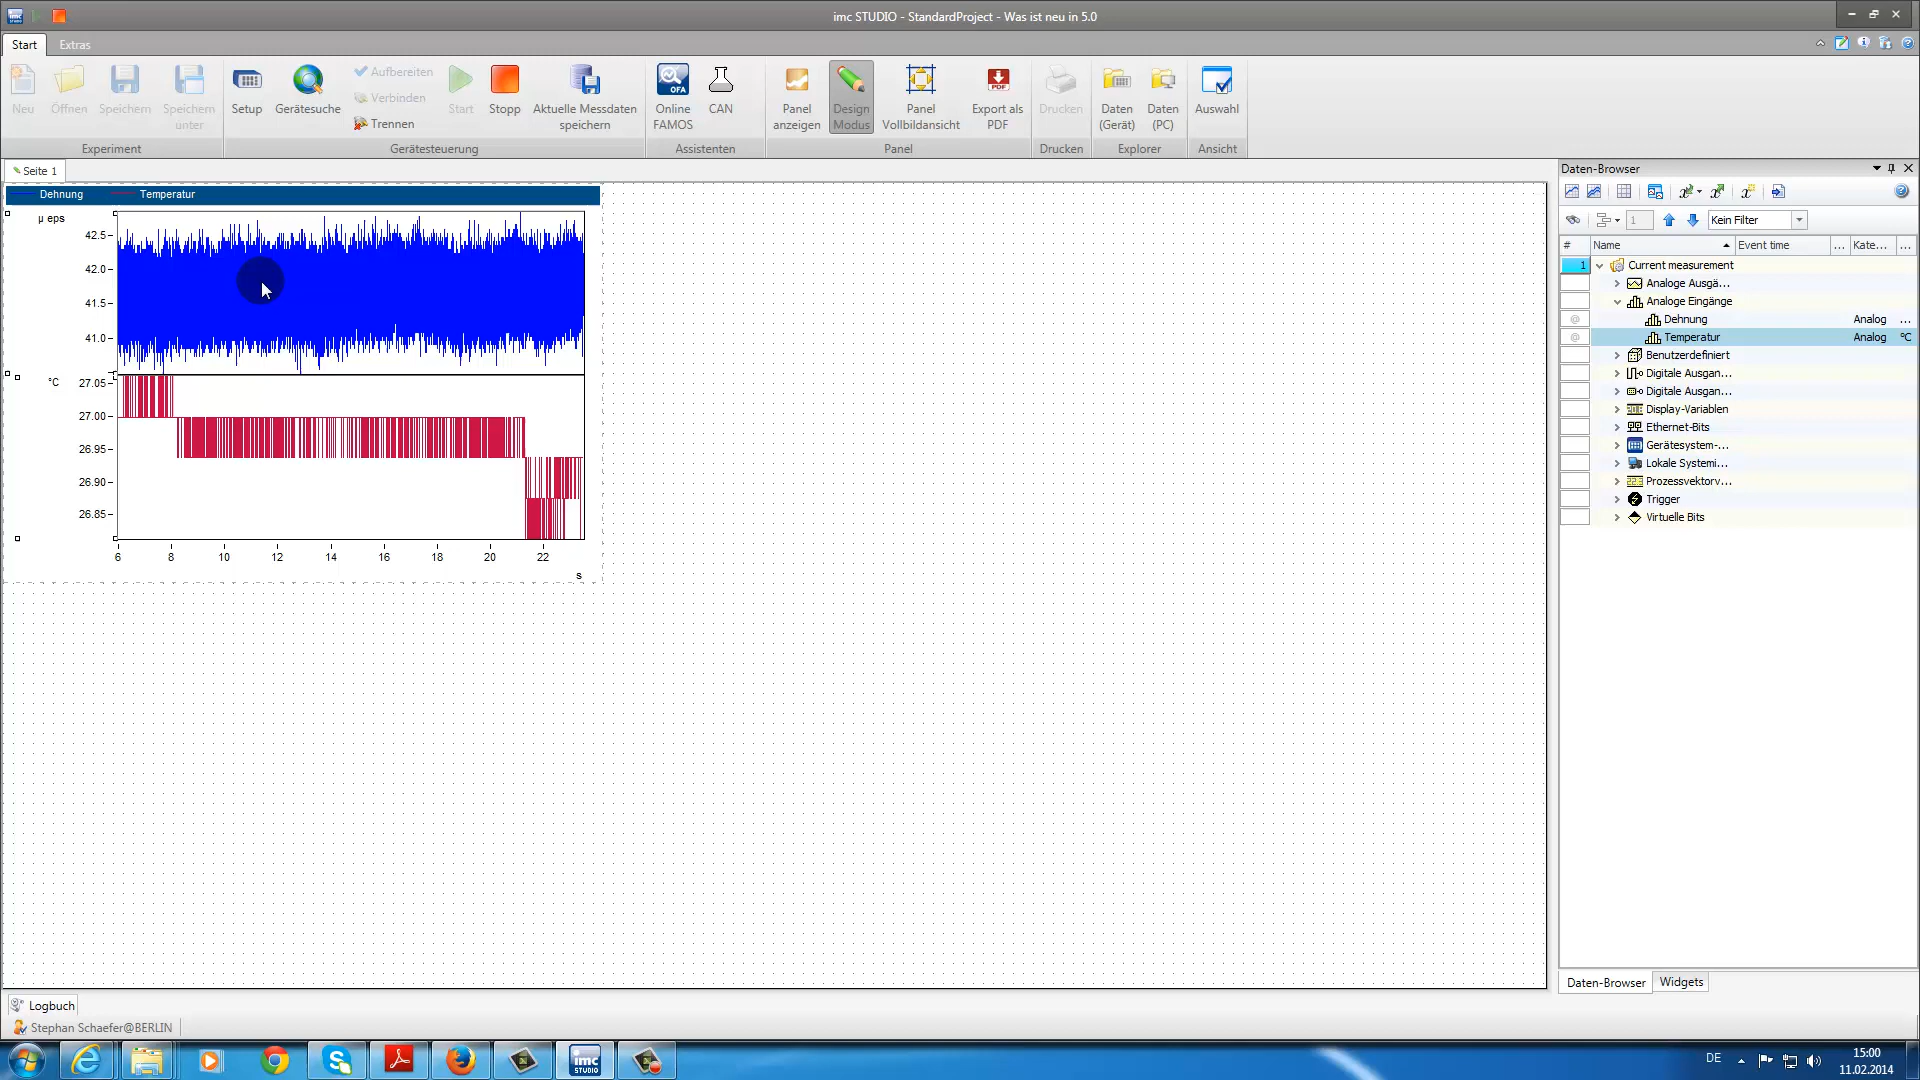 imc STUDIO - StandardProject - Was ist neu in 5.0
Start
Extras
Neu
Öffnen
Speichern
Speichern unter
Setup
Gerätesuche
Aufbereiten
Verbinden
Trennen
Start
Stopp
Aktuelle Messdaten speichern
Online FAMOS
CAN
Panel anzeigen
Design Modus
Panel Vollbildansicht
Export als PDF
Drucken
Daten (Gerät)
Daten (PC)
Auswahl
Experiment
Gerätesteuerung
Assistenten
Panel
Drucken
Explorer
Ansicht
Seite 1
Dehnung
Temperatur
µ eps
42.5
42.0
41.5
41.0
°C
27.05
27.00
26.95
26.90
26.85
6 8 10 12 14 16 18 20 22
s
Daten-Browser
1
Kein Filter
# Name Event time ... Kate... ...
1 Current measurement
Analoge Ausgä...
Analoge Eingänge
Dehnung Analog ...
Temperatur Analog °C
Benutzerdefiniert
Digitale Ausgan...
Digitale Ausgan...
Display-Variablen
Ethernet-Bits
Gerätesystem-...
Lokale Systemi...
Prozessvektorv...
Trigger
Virtuelle Bits
Daten-Browser
Widgets
Logbuch
Stephan Schaefer@BERLIN
imc STUDIO
DE
15:00
11.02.2014